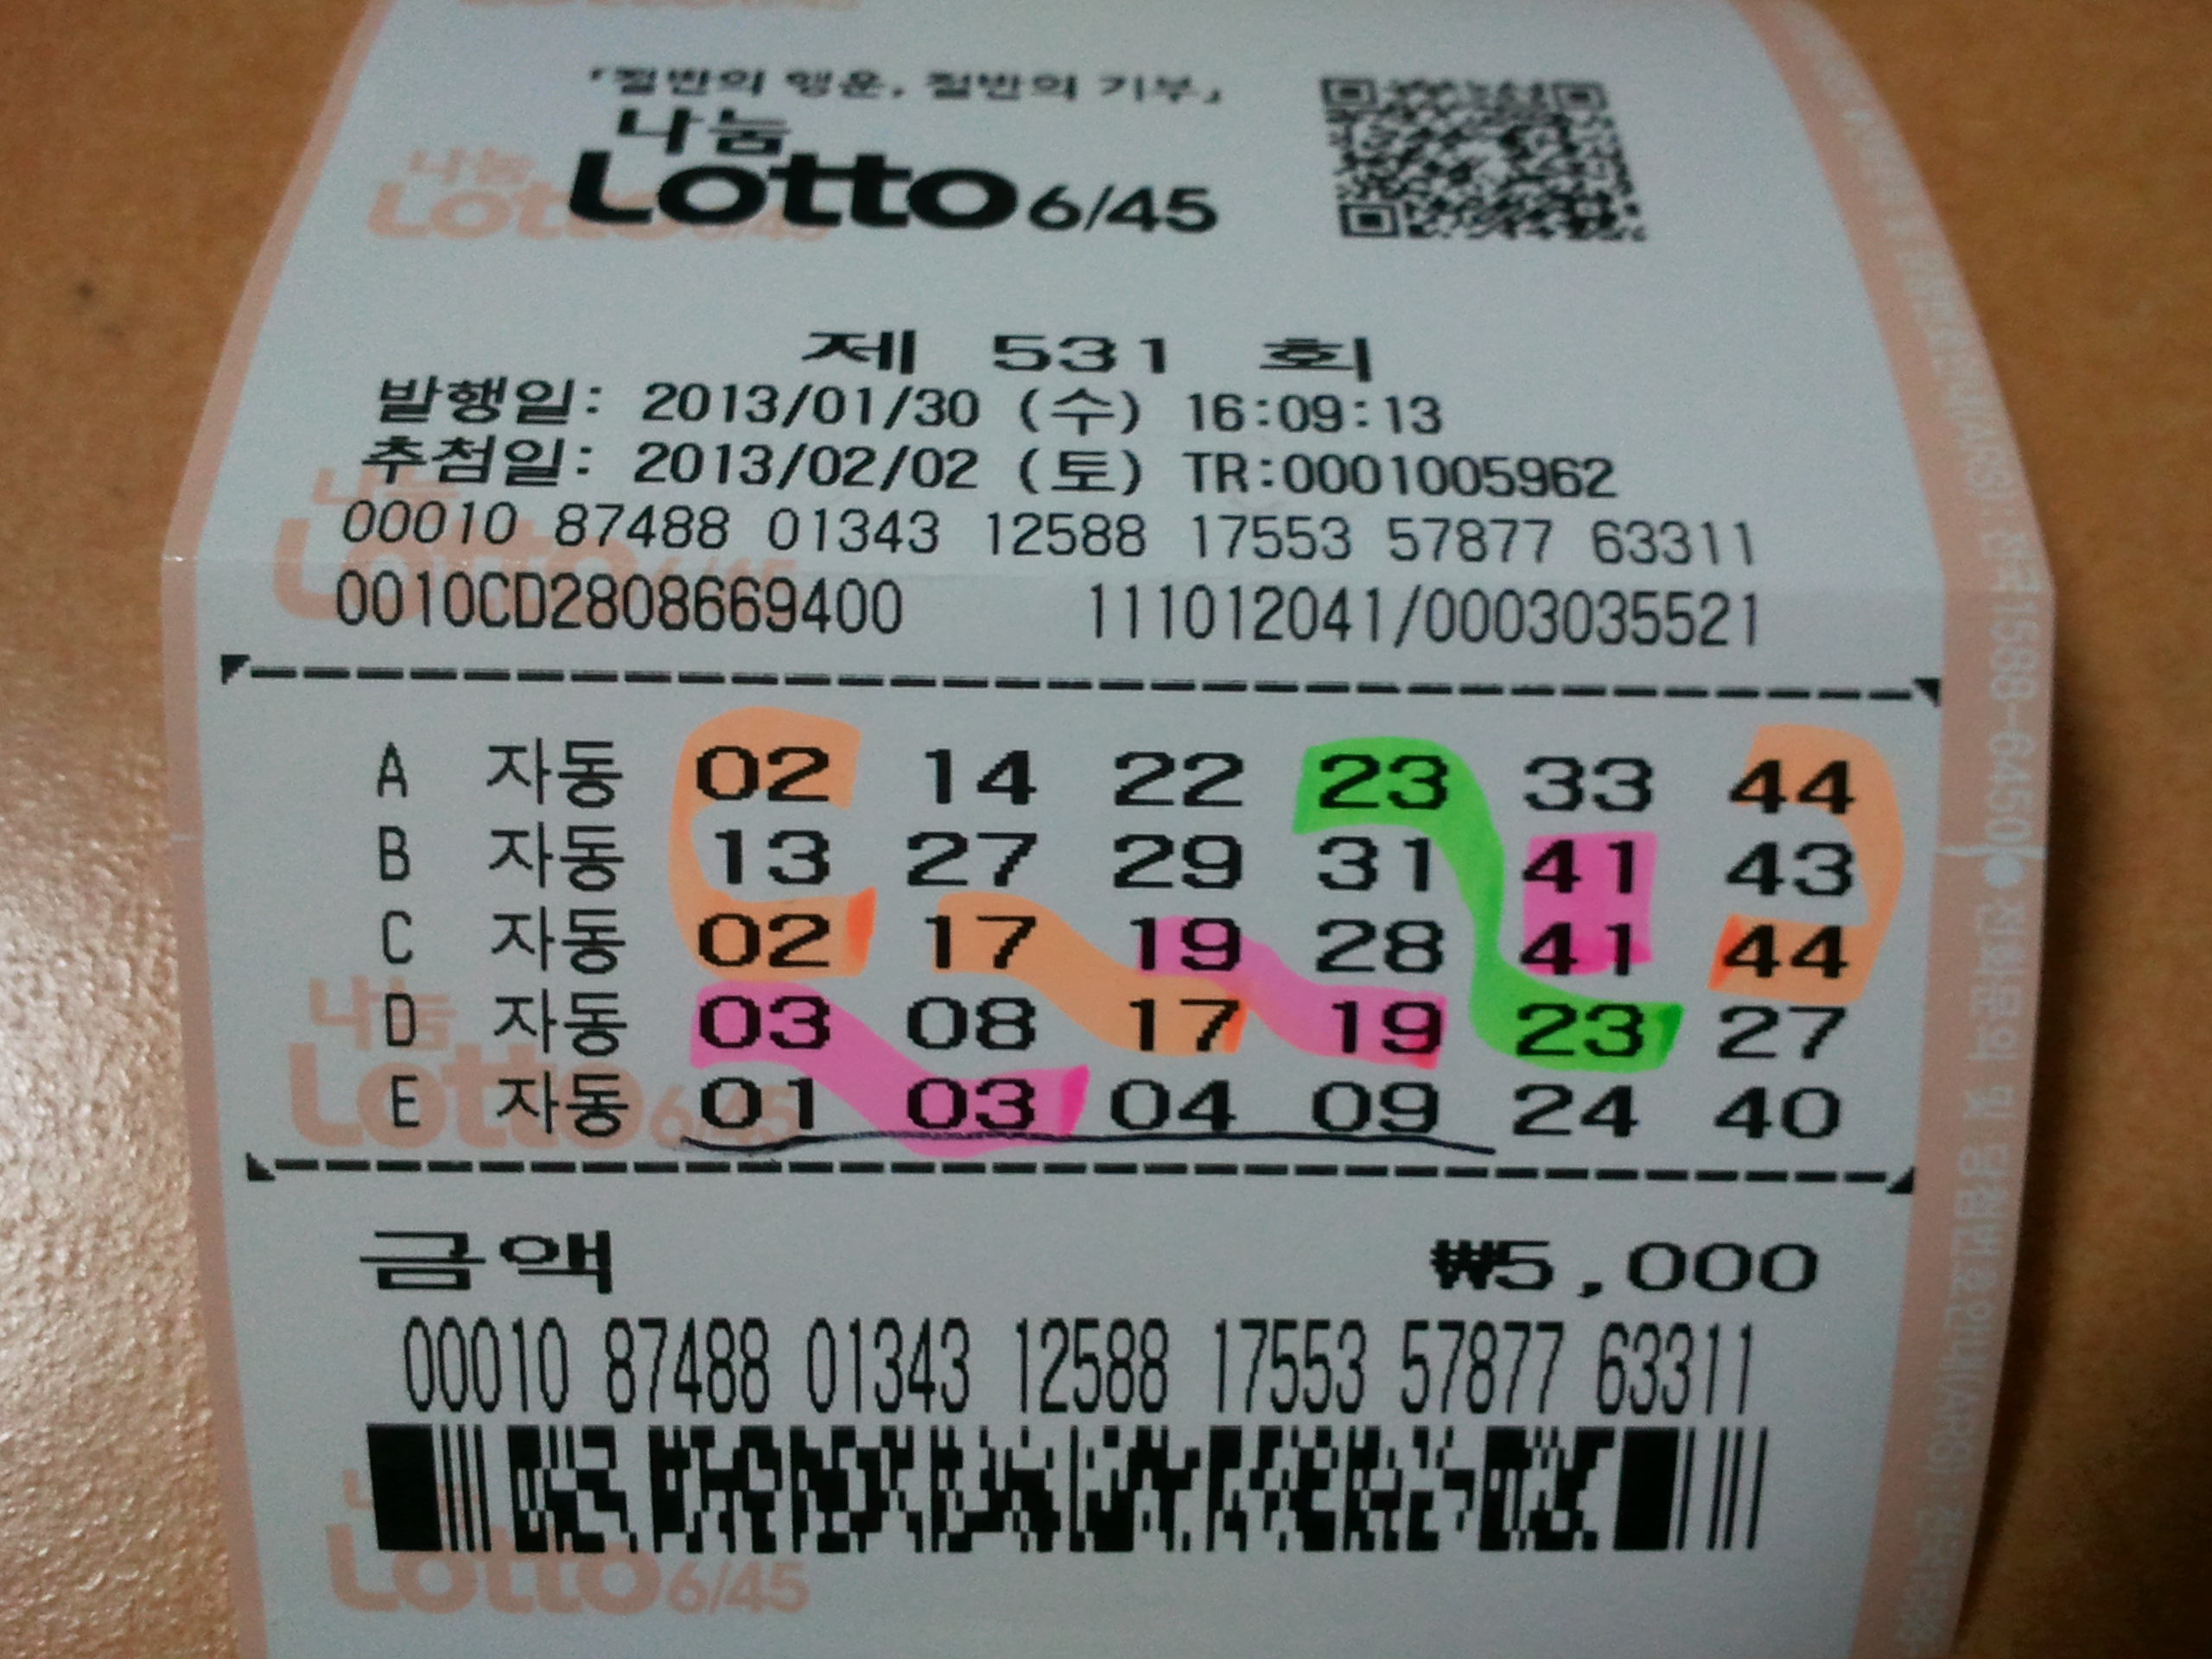 「절반의 행운, 절반의 기부」
나눔
Lotto 6/45
제 531 회
발행일: 2013/01/30 (수) 16:09:13
추첨일: 2013/02/02 (토) TR:0001005962
00010 87488 01343 12588 17553 57877 63311
0010CD2808669400 111012041/0003035521
A 자동 02 14 22 23 33 44
B 자동 13 27 29 31 41 43
C 자동 02 17 19 28 41 44
D 자동 03 08 17 19 23 27
E 자동 01 03 04 09 24 40
금액 ₩5,000
00010 87488 01343 12588 17553 57877 63311
나눔
Lotto 6/45